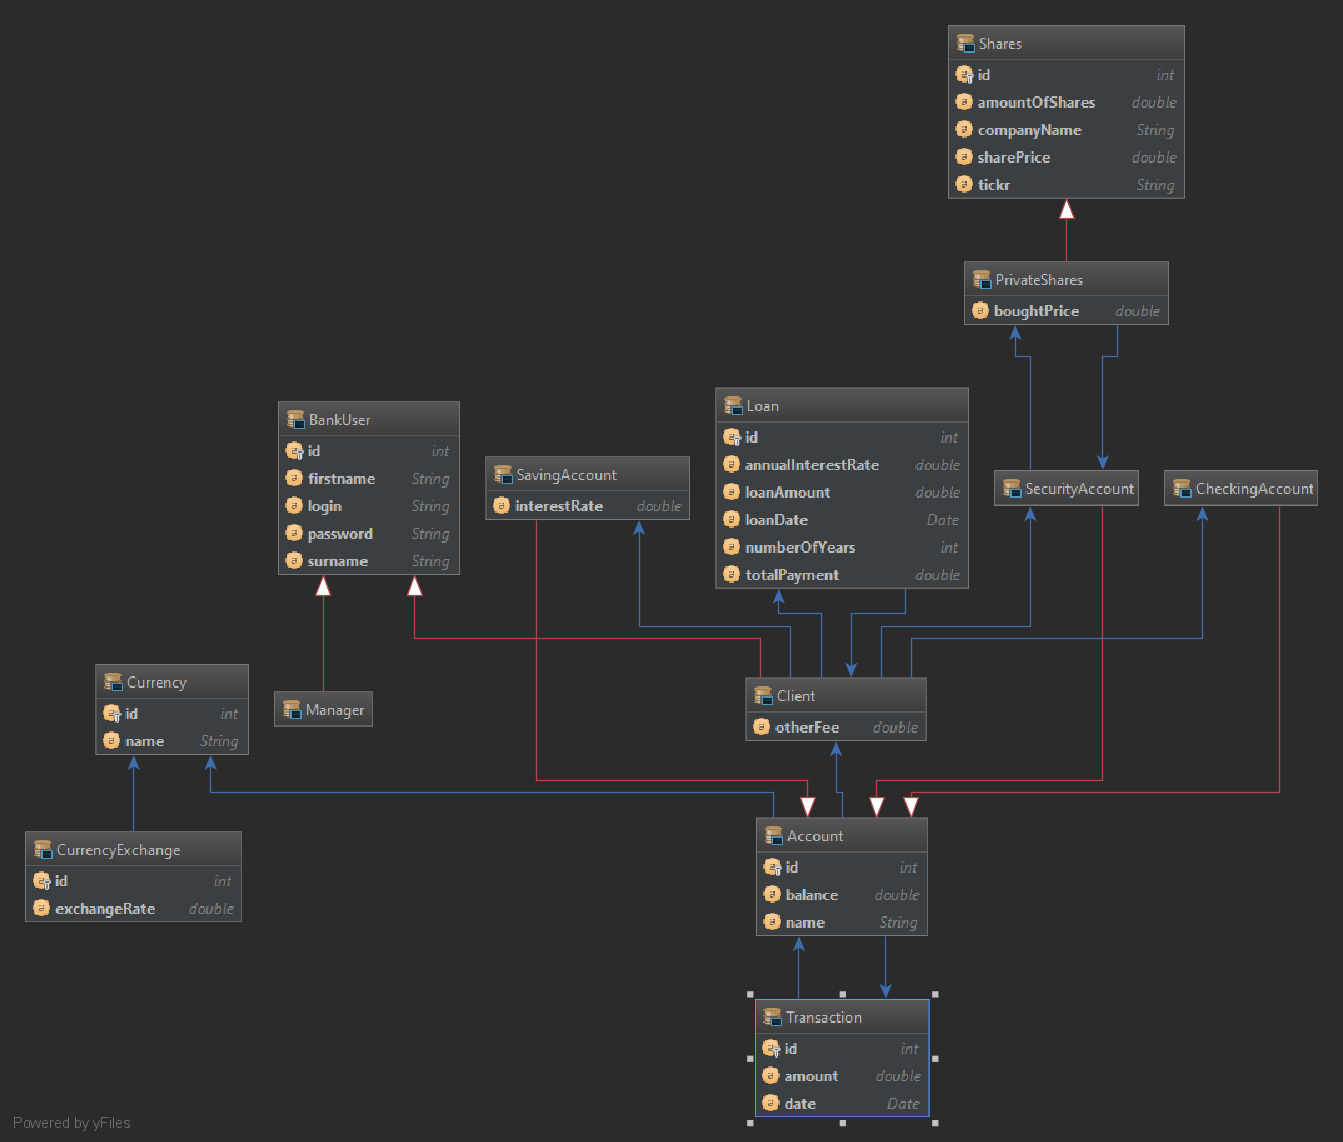 Shares
id int
amountOfShares double
companyName String
sharePrice double
tickr String
PrivateShares
boughtPrice double
BankUser
id int
firstname String
login String
password String
surname String
SavingAccount
interestRate double
Loan
id int
annualInterestRate double
loanAmount double
loanDate Date
numberOfYears int
totalPayment double
SecurityAccount
CheckingAccount
Currency
id int
name String
Manager
Client
otherFee double
CurrencyExchange
id int
exchangeRate double
Account
id int
balance double
name String
Transaction
id int
amount double
date Date
Powered by yFiles